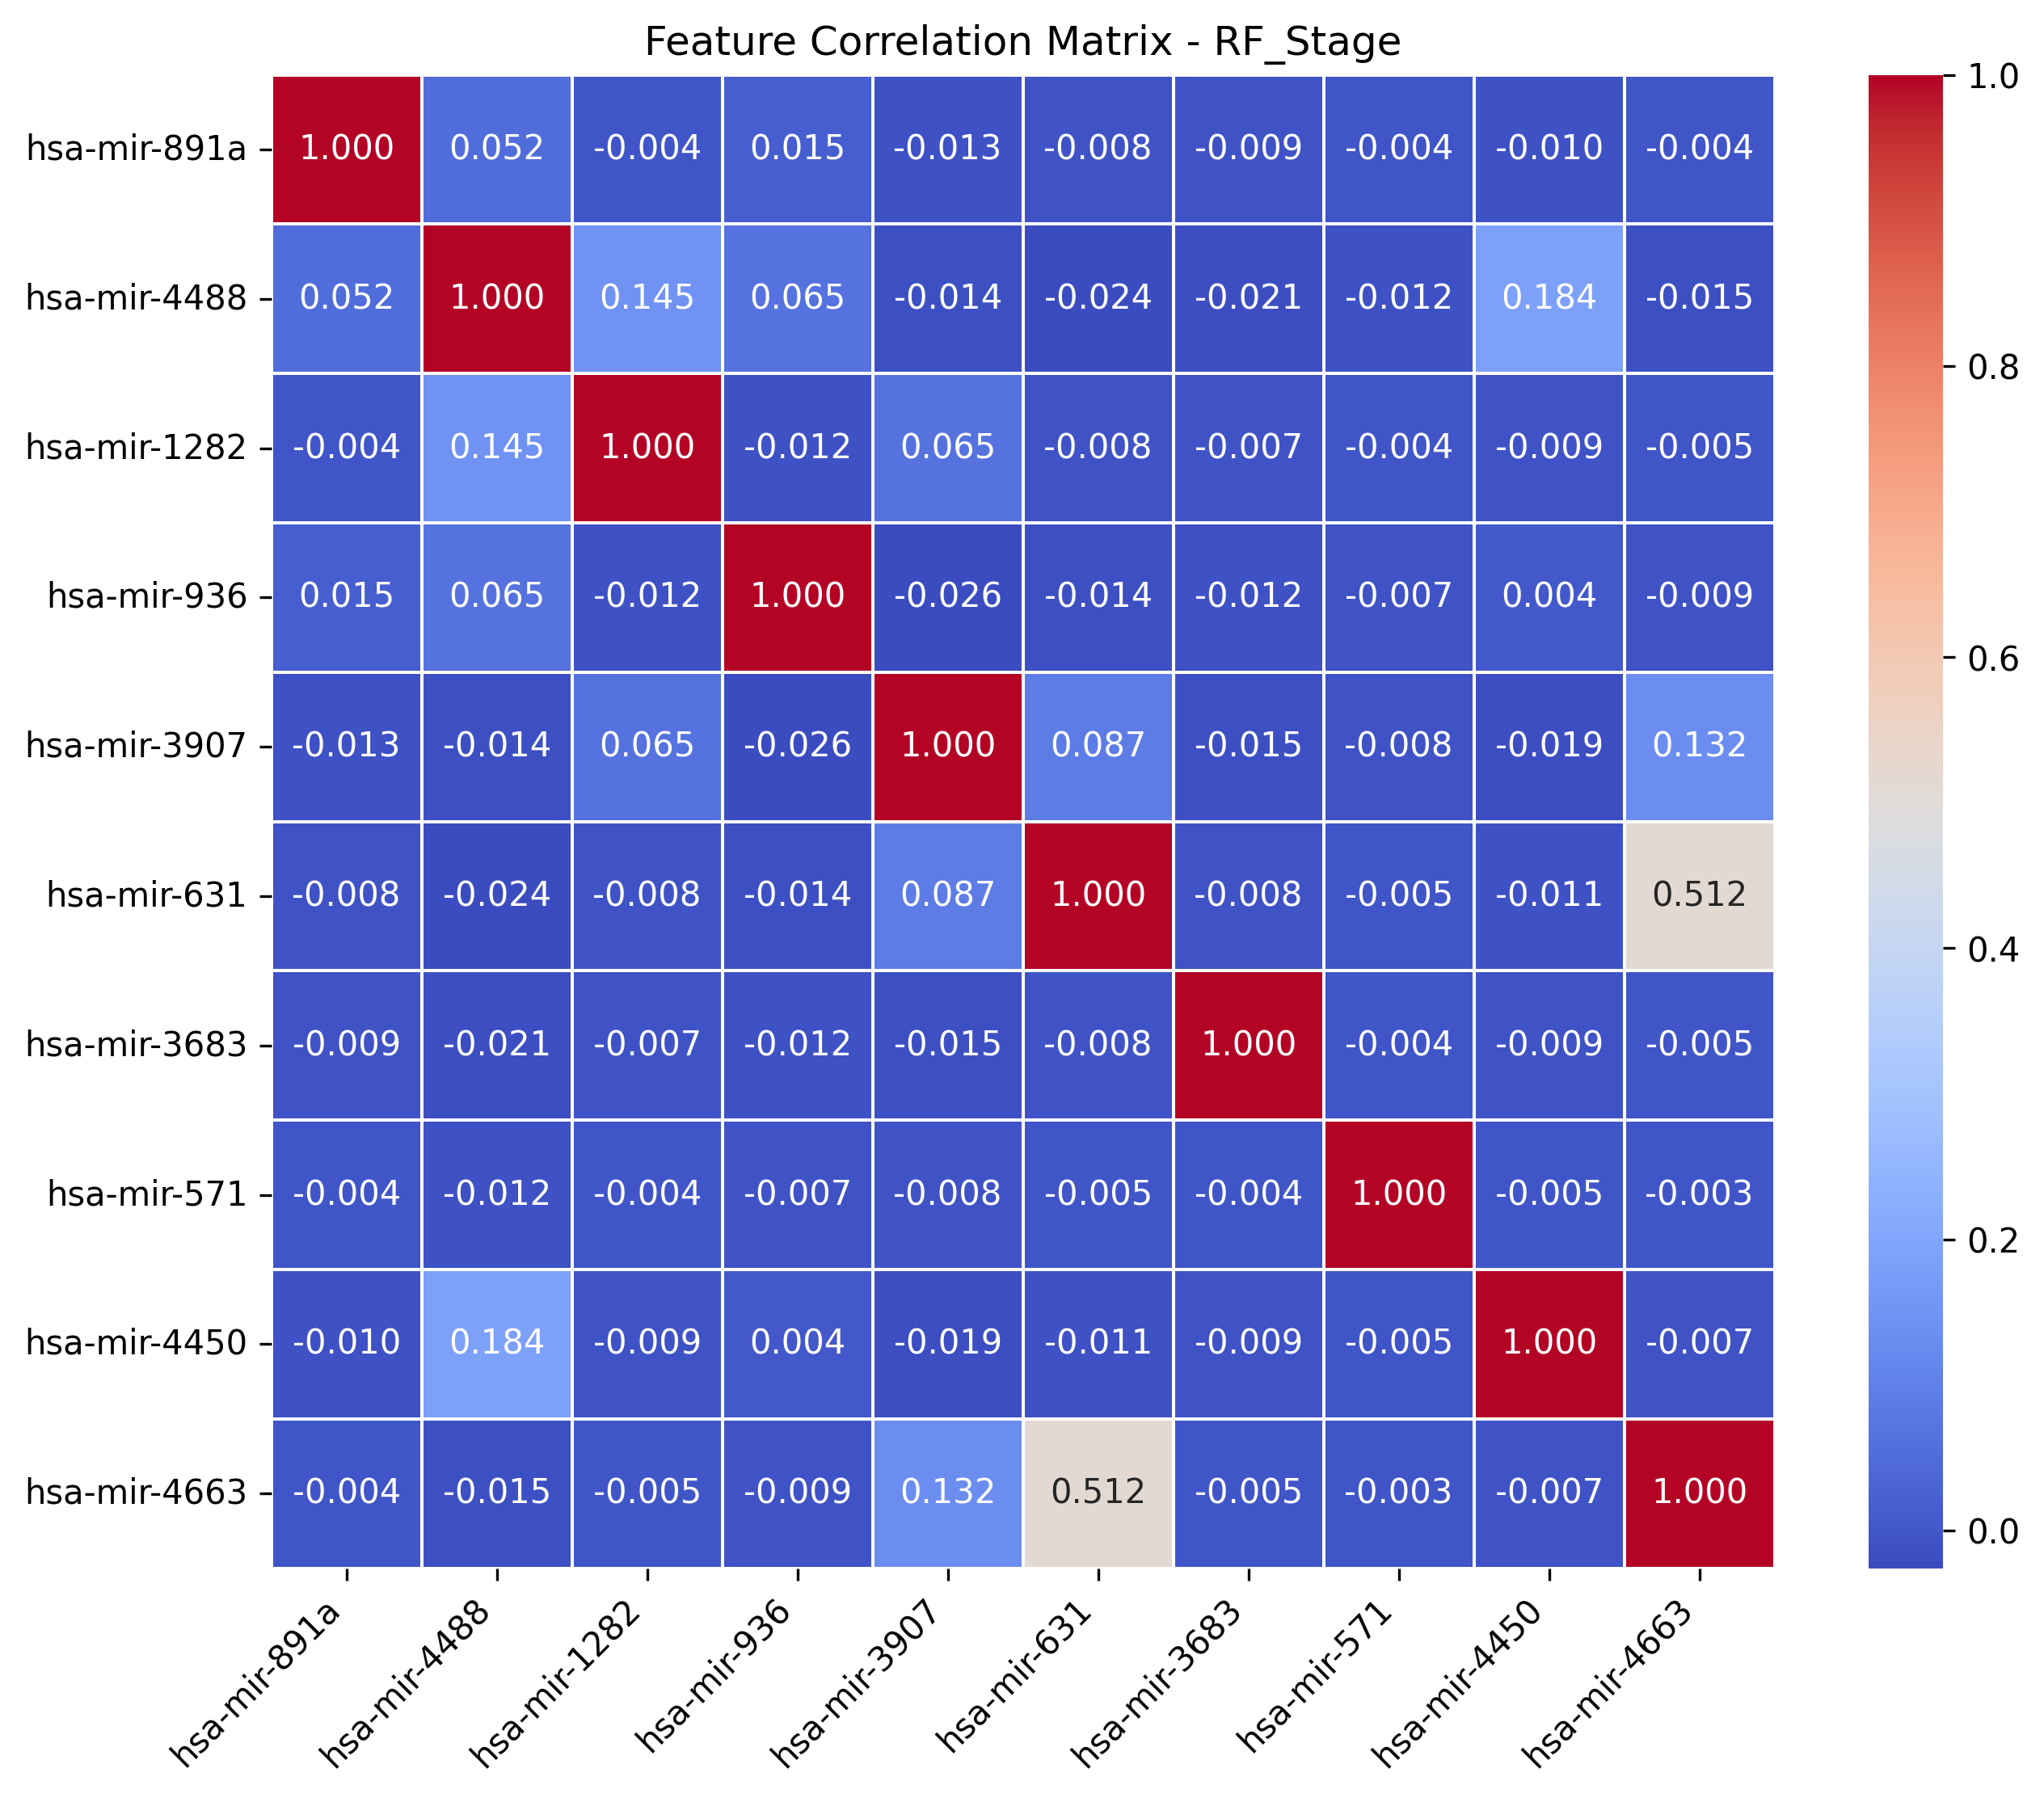 Feature Correlation Matrix - RF_Stage
hsa-mir-891a 1.000 0.052 -0.004 0.015 -0.013 -0.008 -0.009 -0.004 -0.010 -0.004
hsa-mir-4488 0.052 1.000 0.145 0.065 -0.014 -0.024 -0.021 -0.012 0.184 -0.015
hsa-mir-1282 -0.004 0.145 1.000 -0.012 0.065 -0.008 -0.007 -0.004 -0.009 -0.005
hsa-mir-936 0.015 0.065 -0.012 1.000 -0.026 -0.014 -0.012 -0.007 0.004 -0.009
hsa-mir-3907 -0.013 -0.014 0.065 -0.026 1.000 0.087 -0.015 -0.008 -0.019 0.132
hsa-mir-631 -0.008 -0.024 -0.008 -0.014 0.087 1.000 -0.008 -0.005 -0.011 0.512
hsa-mir-3683 -0.009 -0.021 -0.007 -0.012 -0.015 -0.008 1.000 -0.004 -0.009 -0.005
hsa-mir-571 -0.004 -0.012 -0.004 -0.007 -0.008 -0.005 -0.004 1.000 -0.005 -0.003
hsa-mir-4450 -0.010 0.184 -0.009 0.004 -0.019 -0.011 -0.009 -0.005 1.000 -0.007
hsa-mir-4663 -0.004 -0.015 -0.005 -0.009 0.132 0.512 -0.005 -0.003 -0.007 1.000
hsa-mir-891a hsa-mir-4488 hsa-mir-1282 hsa-mir-936 hsa-mir-3907 hsa-mir-631 hsa-mir-3683 hsa-mir-571 hsa-mir-4450 hsa-mir-4663
1.0
0.8
0.6
0.4
0.2
0.0